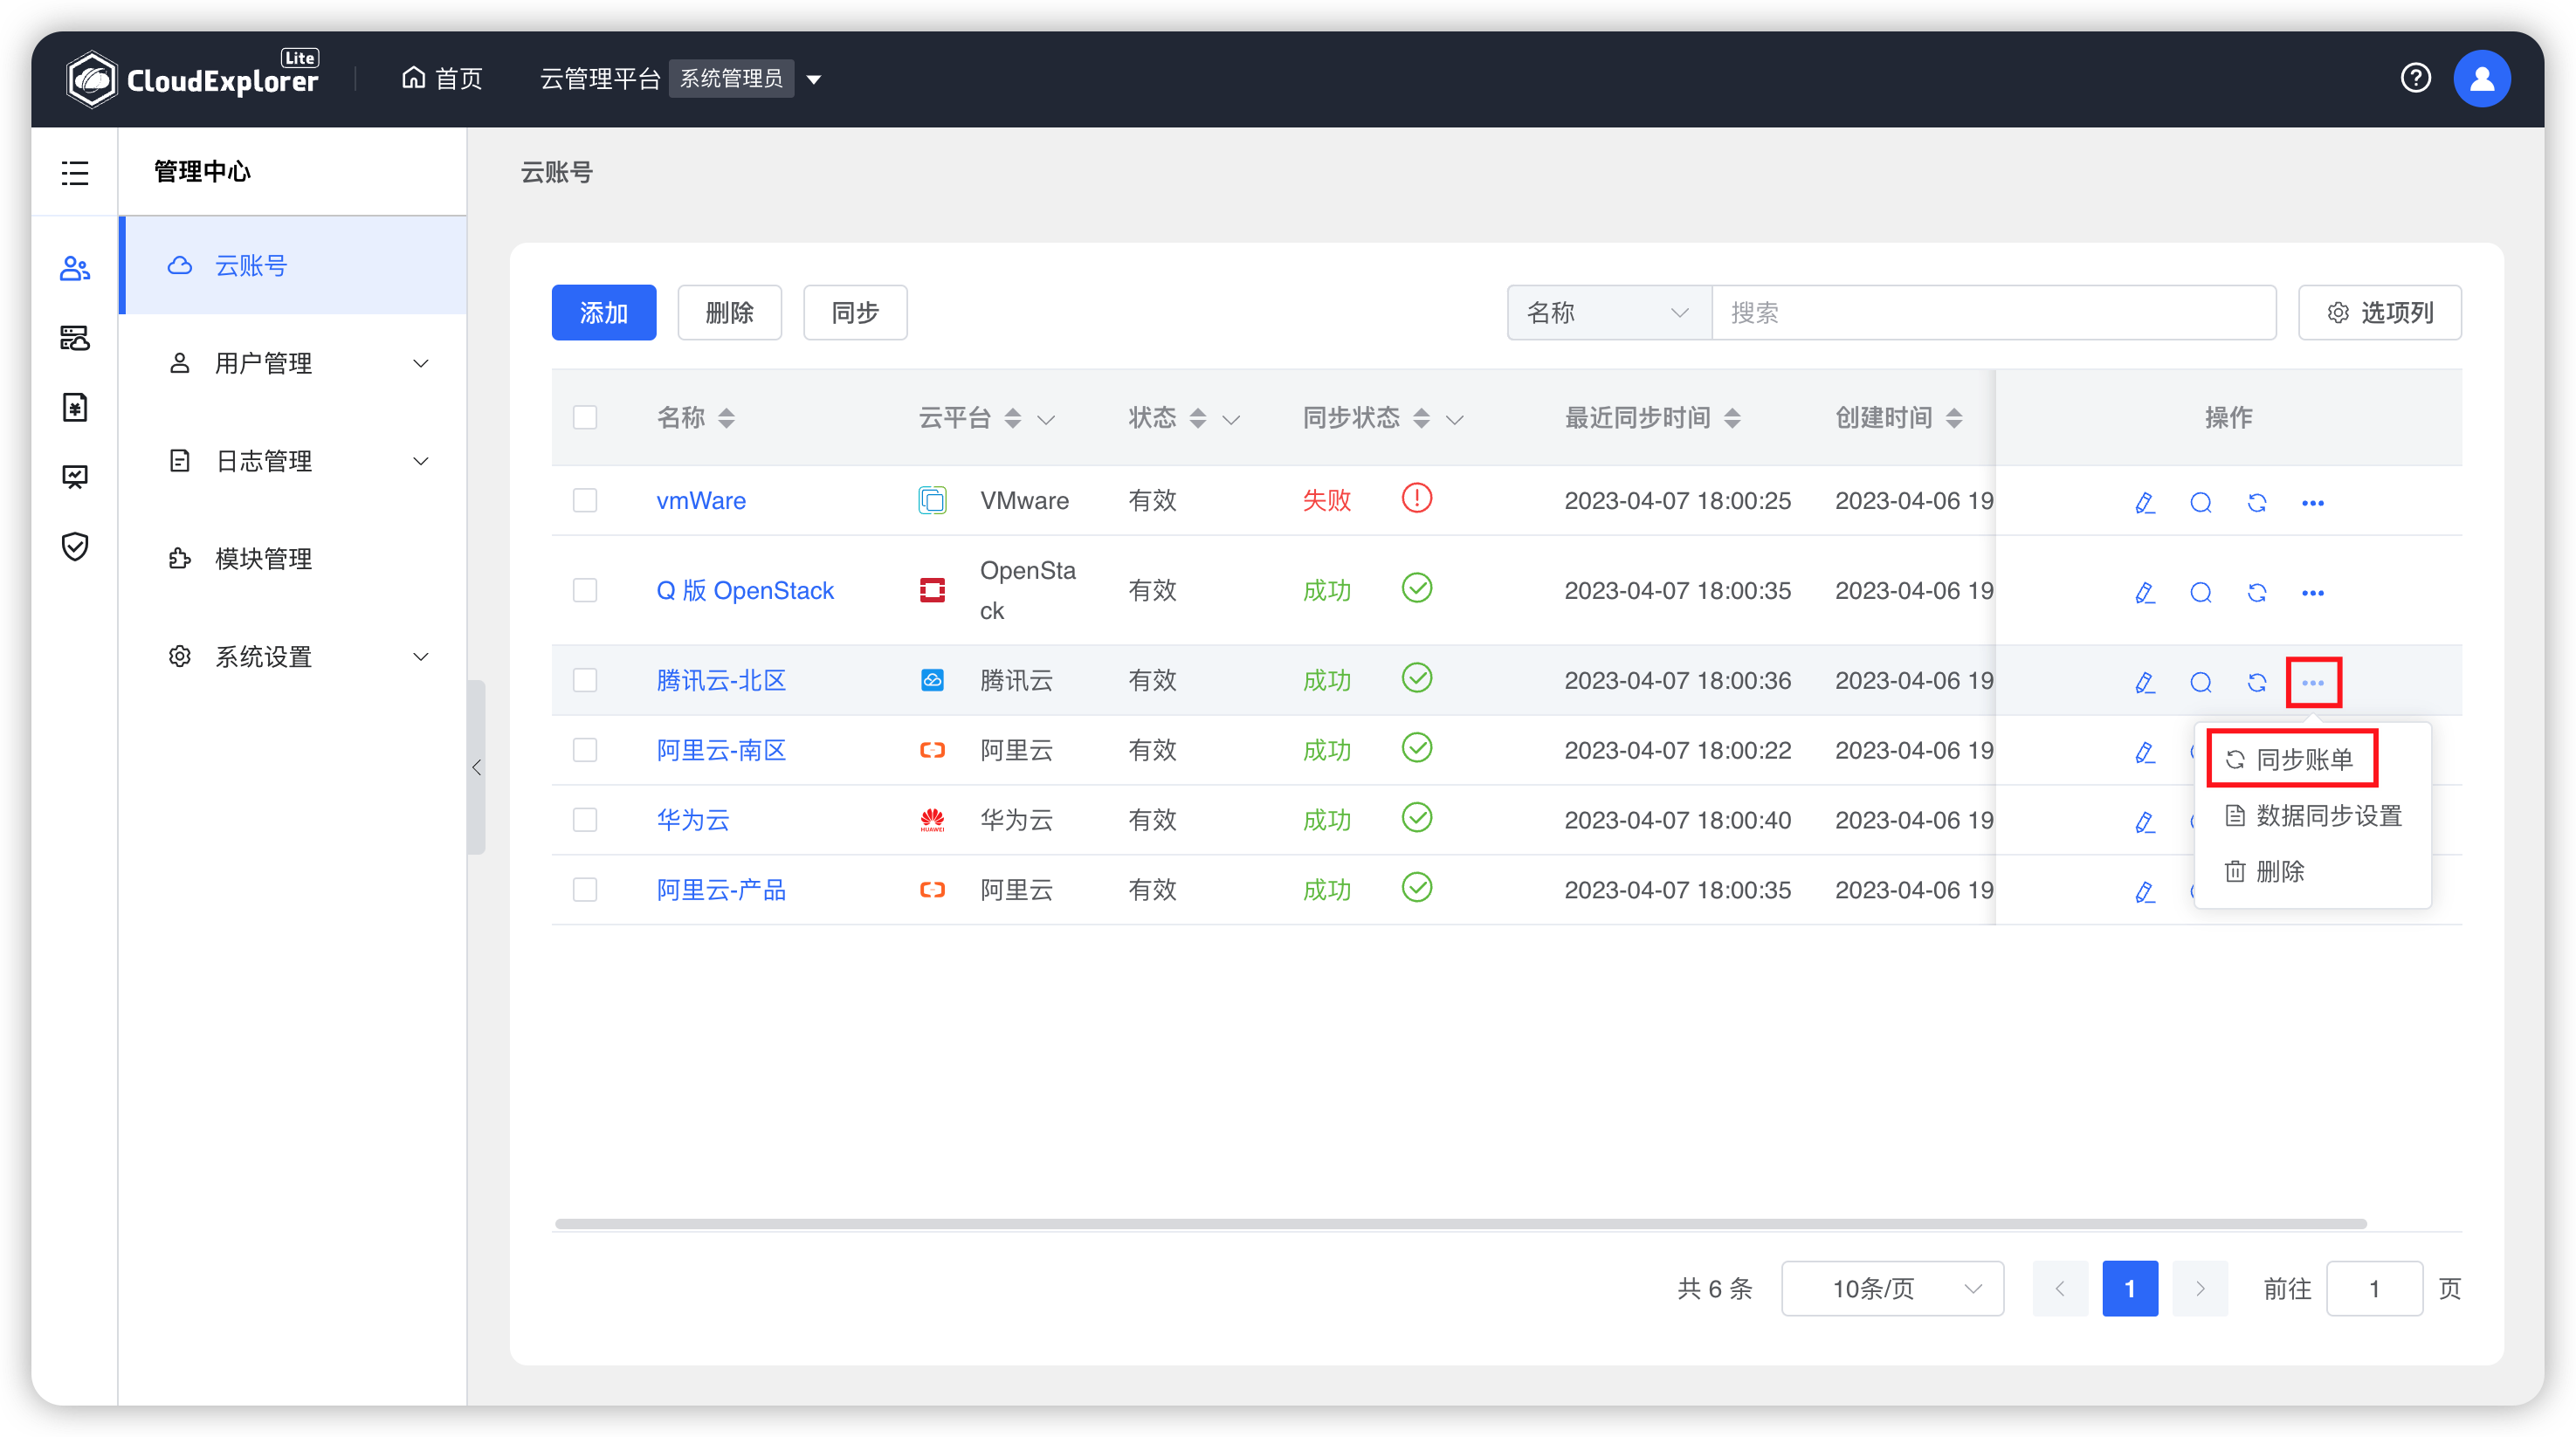 CloudExplorer Lite
首页
云管理平台 系统管理员
管理中心
云账号
用户管理
日志管理
模块管理
系统设置
云账号
添加 删除 同步 名称 搜索 选项列
名称 云平台 状态 同步状态 最近同步时间 创建时间 操作
vmWare VMware 有效 失败 2023-04-07 18:00:25 2023-04-06 19
Q 版 OpenStack OpenSta
ck 有效 成功 2023-04-07 18:00:35 2023-04-06 19
腾讯云-北区 腾讯云 有效 成功 2023-04-07 18:00:36 2023-04-06 19
阿里云-南区 阿里云 有效 成功 2023-04-07 18:00:22 2023-04-06 19
华为云 HUAWEI 华为云 有效 成功 2023-04-07 18:00:40 2023-04-06 19
阿里云-产品 阿里云 有效 成功 2023-04-07 18:00:35 2023-04-06 19
同步账单
数据同步设置
删除
共 6 条 10条/页 1 前往 1 页